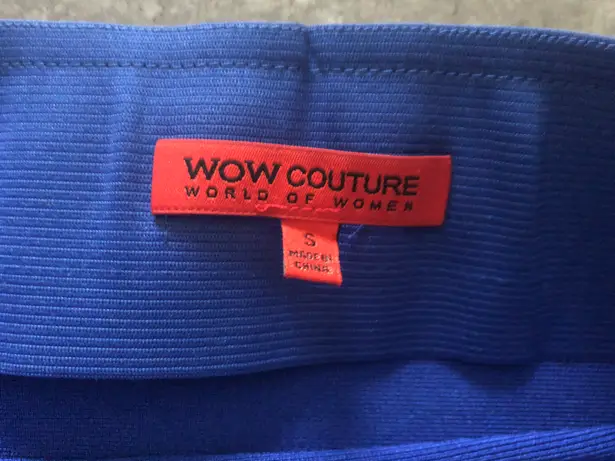 WOW COUTURE
WORLD OF WOMEN
S
MADE IN
CHINA